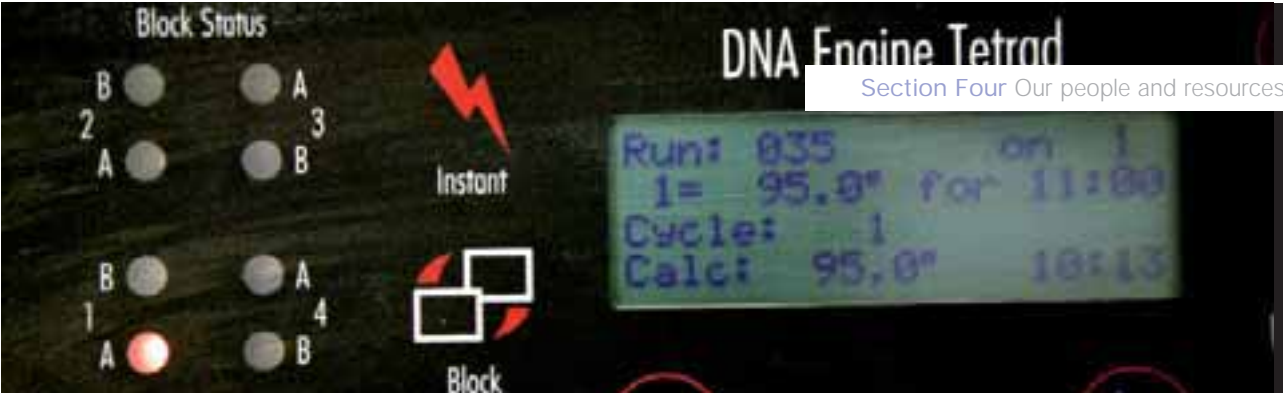 Block Status
DNA Engine Tetrad
Section Four Our people and resources
B A
2 3
A B
Instant
Run: 035 on 1
1= 95.0° for 11:00
Cycle: 1
Calc: 95.0° 10:13
B A
1 4
A B
Block